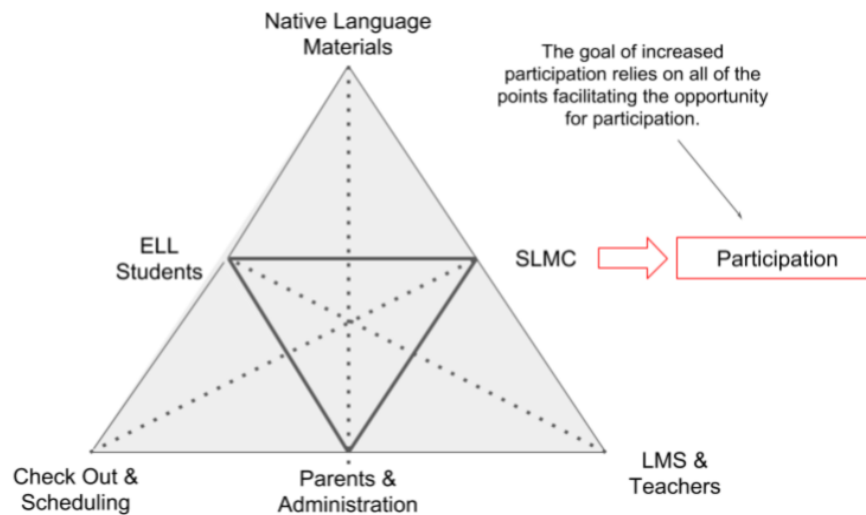 Native Language
Materials
The goal of increased
participation relies on all of the
points facilitating the opportunity
for participation.
ELL
Students
SLMC
Participation
Check Out &
Scheduling
Parents &
Administration
LMS &
Teachers